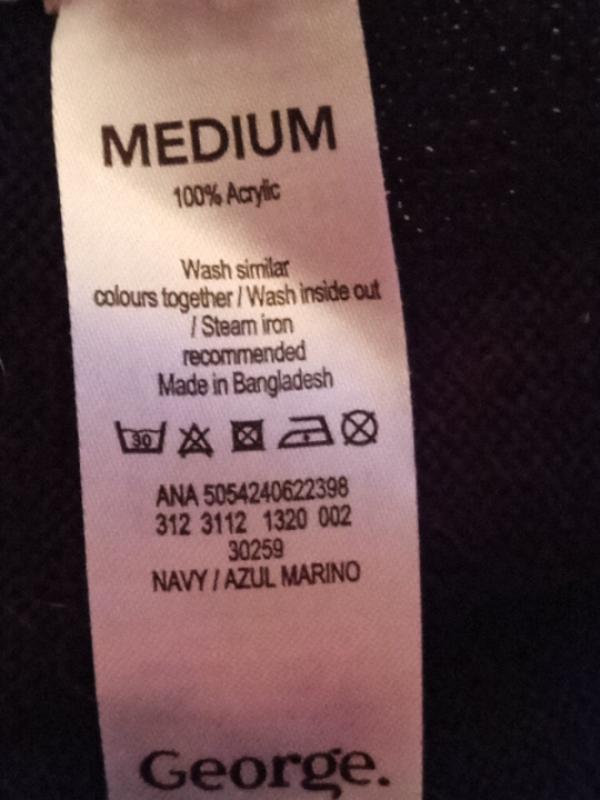 MEDIUM
100% Acrylic
Wash similar
colours together / Wash inside out
/ Steam iron
recommended
Made in Bangladesh
30
ANA 5054240622398
312 3112 1320 002
30259
NAVY / AZUL MARINO
George.